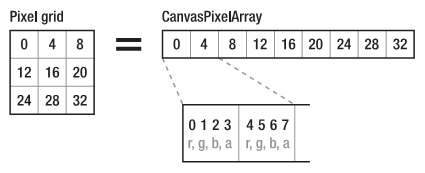 Pixel grid
CanvasPixelArray
0 4 8
12 16 20
24 28 32
=
0 4 8 12 16 20 24 28 32
0 1 2 3 4 5 6 7
r, g, b, a r, g, b, a